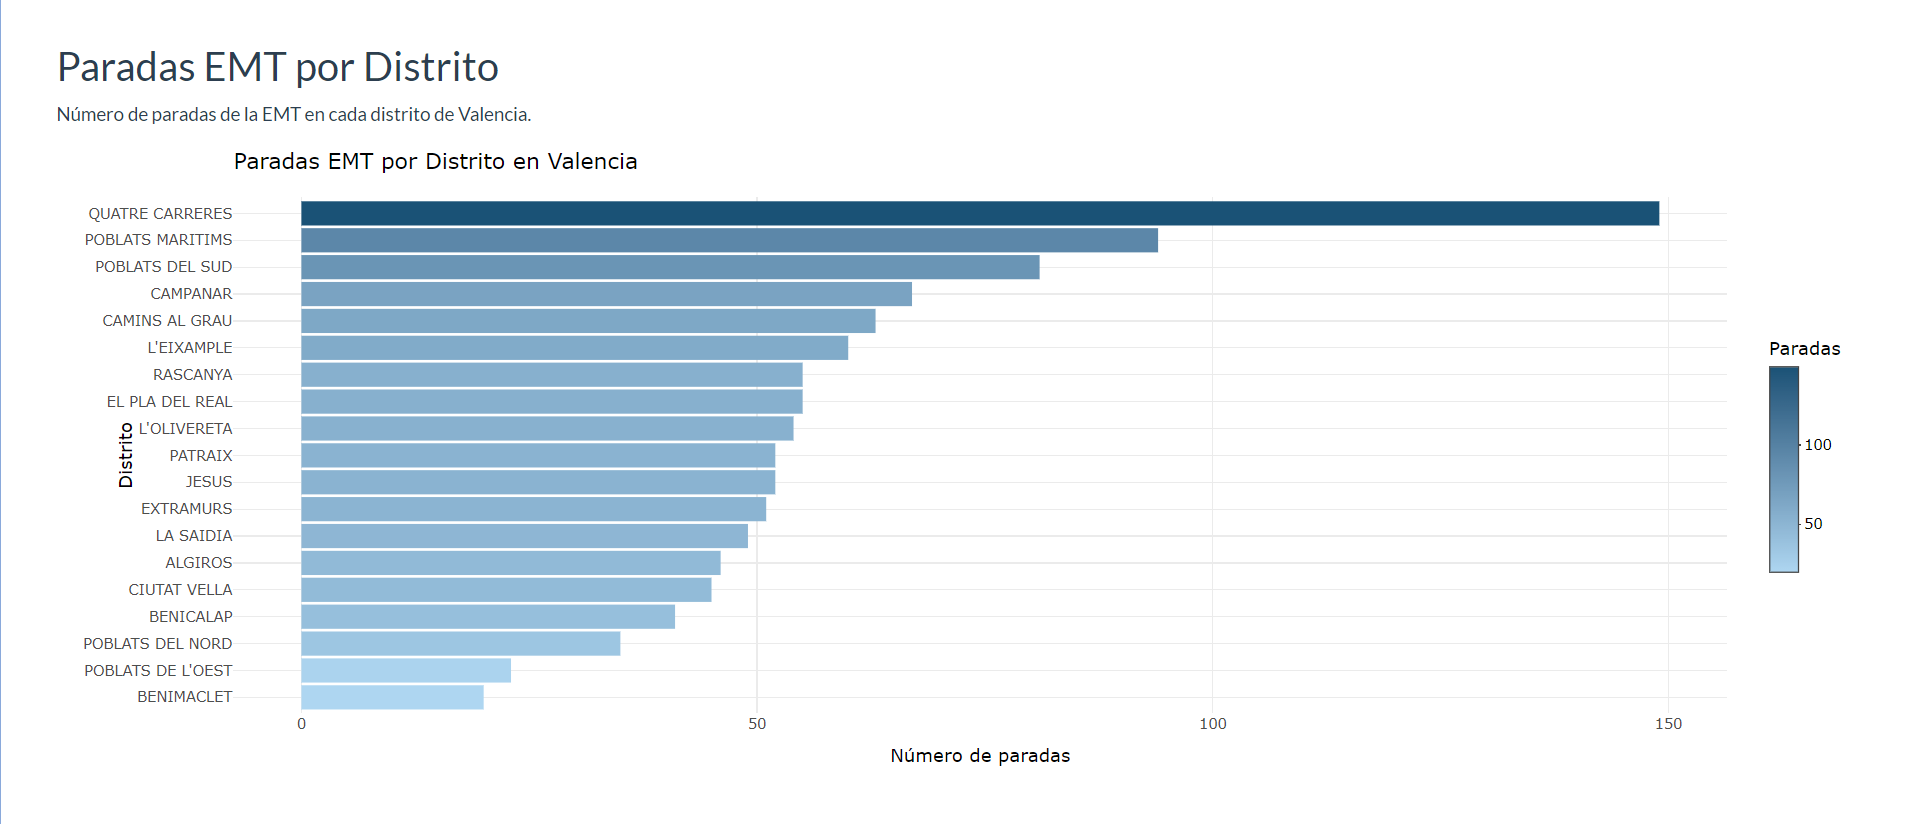 Paradas EMT por Distrito
Número de paradas de la EMT en cada distrito de Valencia.
Paradas EMT por Distrito en Valencia
QUATRE CARRERES
POBLATS MARITIMS
POBLATS DEL SUD
CAMPANAR
CAMINS AL GRAU
L'EIXAMPLE
RASCANYA
EL PLA DEL REAL
L'OLIVERETA
PATRAIX
JESUS
EXTRAMURS
LA SAIDIA
ALGIROS
CIUTAT VELLA
BENICALAP
POBLATS DEL NORD
POBLATS DE L'OEST
BENIMACLET
Distrito
0 50 100 150
Número de paradas
Paradas
100
50